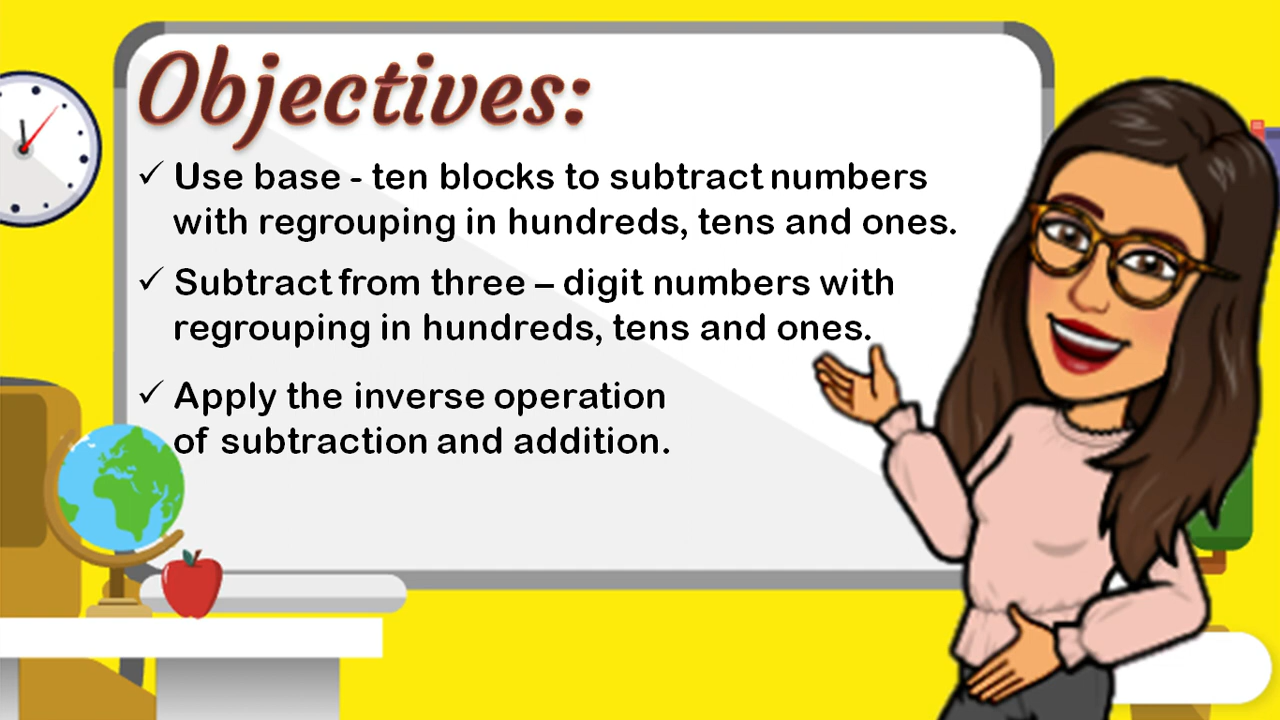 Objectives:
✓ Use base - ten blocks to subtract numbers
with regrouping in hundreds, tens and ones.
✓ Subtract from three – digit numbers with
regrouping in hundreds, tens and ones.
✓ Apply the inverse operation
of subtraction and addition.